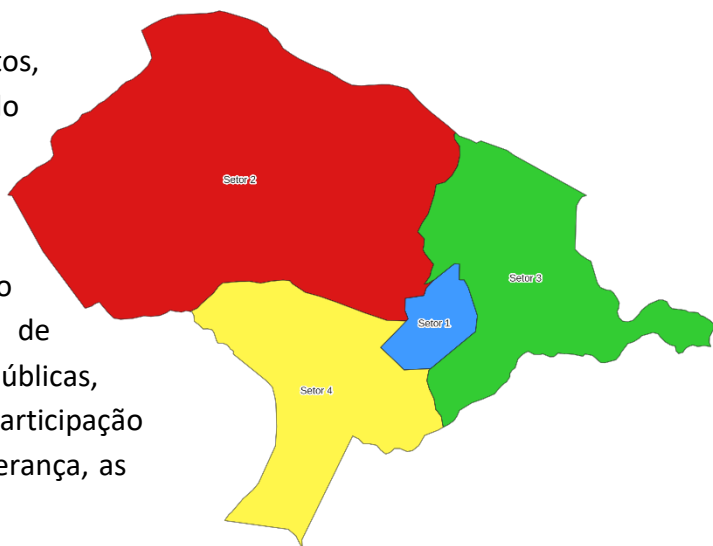 tos,
lo
Setor 2
Setor 3
o
Setor 1
de
úblicas,
Setor 4
articipação
erança, as